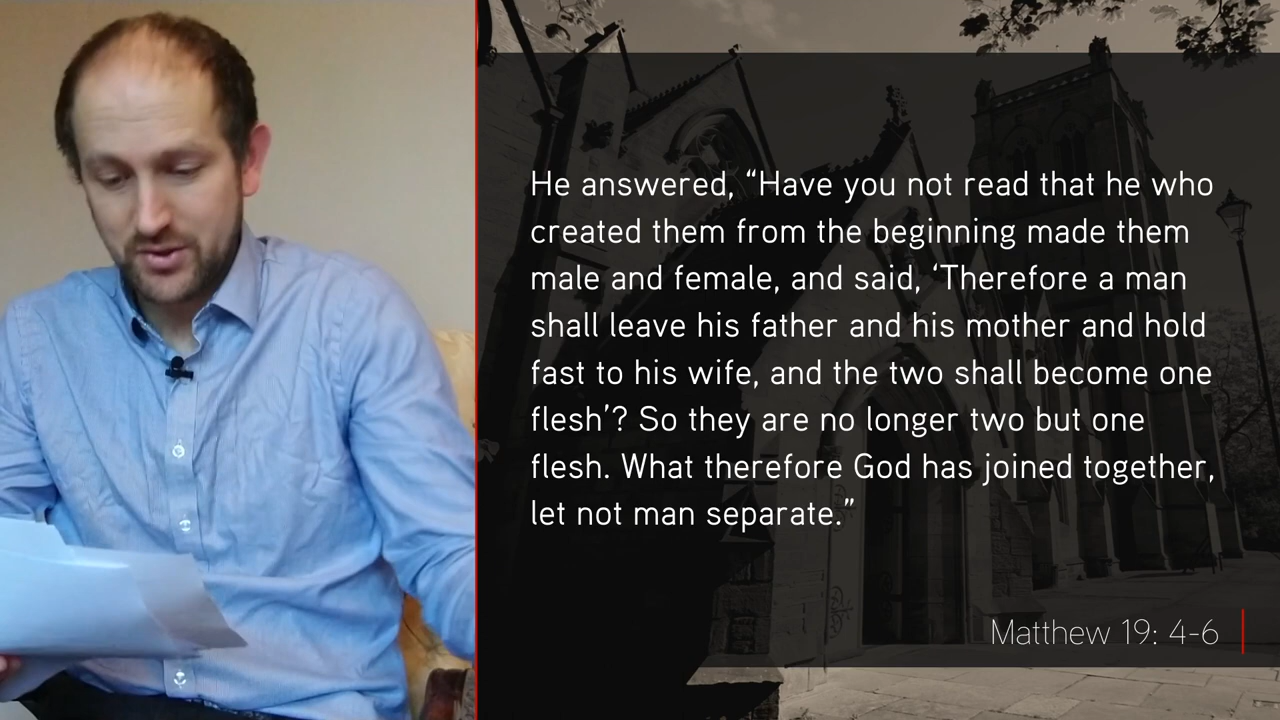 He answered, “Have you not read that he who
created them from the beginning made them
male and female, and said, ‘Therefore a man
shall leave his father and his mother and hold
fast to his wife, and the two shall become one
flesh’? So they are no longer two but one
flesh. What therefore God has joined together,
let not man separate.”
Matthew 19: 4-6